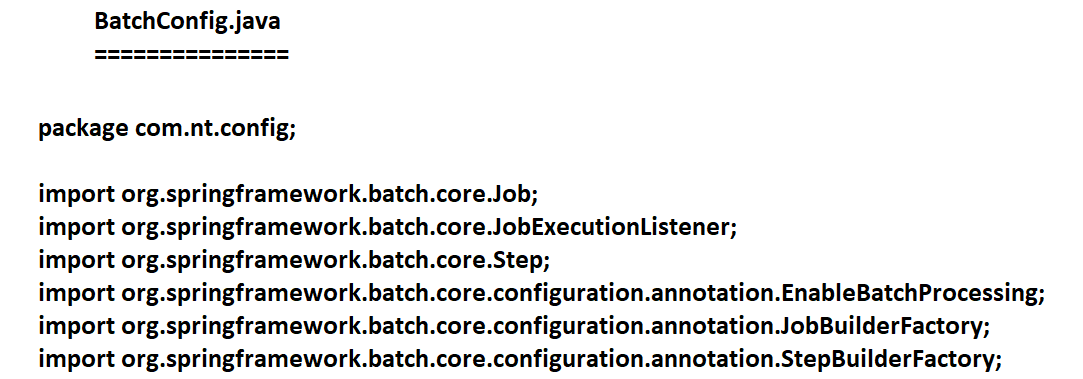 BatchConfig.java
===============
package com.nt.config;
import org.springframework.batch.core.Job;
import org.springframework.batch.core.JobExecutionListener;
import org.springframework.batch.core.Step;
import org.springframework.batch.core.configuration.annotation.EnableBatchProcessing;
import org.springframework.batch.core.configuration.annotation.JobBuilderFactory;
import org.springframework.batch.core.configuration.annotation.StepBuilderFactory;